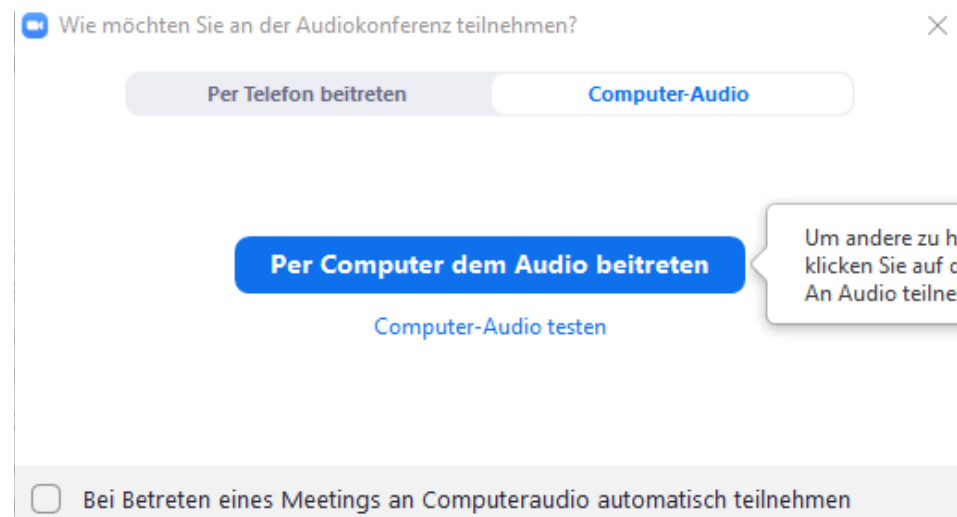 Wie möchten Sie an der Audiokonferenz teilnehmen?
Per Telefon beitreten
Computer-Audio
Per Computer dem Audio beitreten
Um andere zu h
klicken Sie auf d
An Audio teilne
Computer-Audio testen
Bei Betreten eines Meetings an Computeraudio automatisch teilnehmen